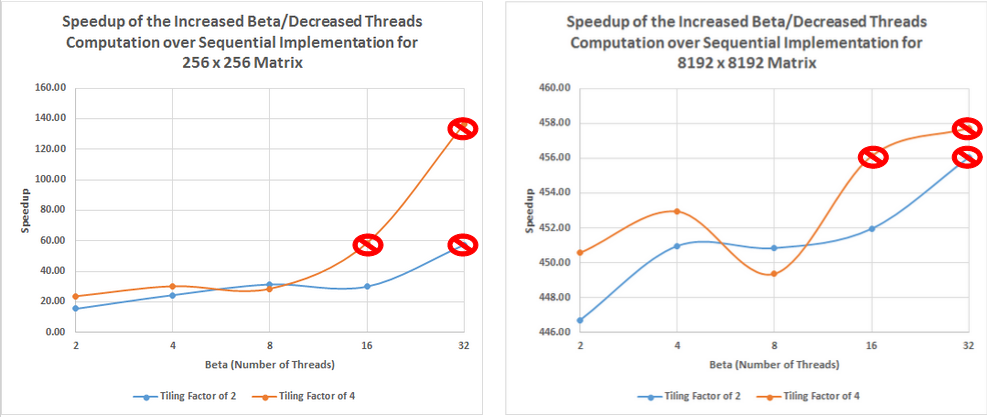 Speedup of the Increased Beta/Decreased Threads
Computation over Sequential Implementation for
256 x 256 Matrix
160.00
140.00
120.00
100.00
80.00
60.00
40.00
20.00
0.00
Speedup
2 4 8 16 32
Beta (Number of Threads)
Tiling Factor of 2 Tiling Factor of 4
Speedup of the Increased Beta/Decreased Threads
Computation over Sequential Implementation for
8192 x 8192 Matrix
460.00
458.00
456.00
454.00
452.00
450.00
448.00
446.00
Speedup
2 4 8 16 32
Beta (Number of Threads)
Tiling Factor of 2 Tiling Factor of 4